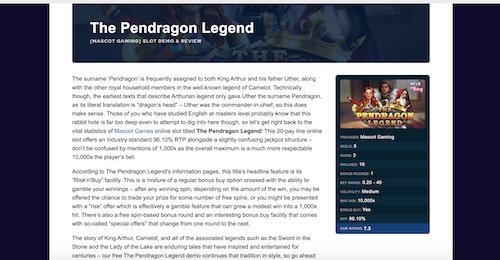 The Pendragon Legend
(MASCOT GAMING) SLOT DEMO & REVIEW
The surname 'Pendragon' is frequently assigned to both King Arthur and his father Uther, along
with the other royal household members in the well-known legend of Camelot. Technically
though, the earliest texts that describe Arthurian legend only gave Uther the surname Pendragon,
as its literal translation is "dragon's head" – Uther was the commander-in-chief, so this does
make sense. Those of you who have studied English at masters level probably know that this
rabbit hole is far too deep even to attempt to dig into here though, so let's get right back to the
vital statistics of Mascot Games online slot titled The Pendragon Legend! This 20-pay line
slot offers an industry-standard 96.10% RTP alongside a slightly confusing jackpot structure –
don't be confused by mentions of 1,000x as the overall maximum is a much more respectable
10,000x the player's bet.
According to The Pendragon Legend's information pages, this title's headline feature is its
"Risk'n'Buy" facility. This is a mixture of a regular bonus buy option crossed with the ability to
gamble your winnings – after any winning spin, depending on the amount of the win, you may be
offered the chance to trade your prize for some number of free spins, or you might be presented
with a "risk" offer which is effectively a gamble feature that can grow a modest win into a 1,000x
hit. There's also a free spin-based bonus round and an interesting bonus buy facility that comes
with so-called "special offers" that change from one round to the next.
The story of King Arthur, Camelot, and all of the associated legends such as the Sword in the
Stone and the Lady of the Lake are enduring tales that have inspired and entertained for
centuries – our free The Pendragon Legend demo continues that tradition in style, so go ahead
THE
PENDRAGON
LEGEND
PROVIDER: Mascot Gaming
REELS: 5
ROWS: 3
PAYLINES: 10
BONUS ROUNDS: 1
BET RANGE: 0.20 - 40
VOLATILITY: Medium
MAX WIN: 10,000x
BONUS BUY: Yes
RTP: 96.10%
OUR RATING: 7.3